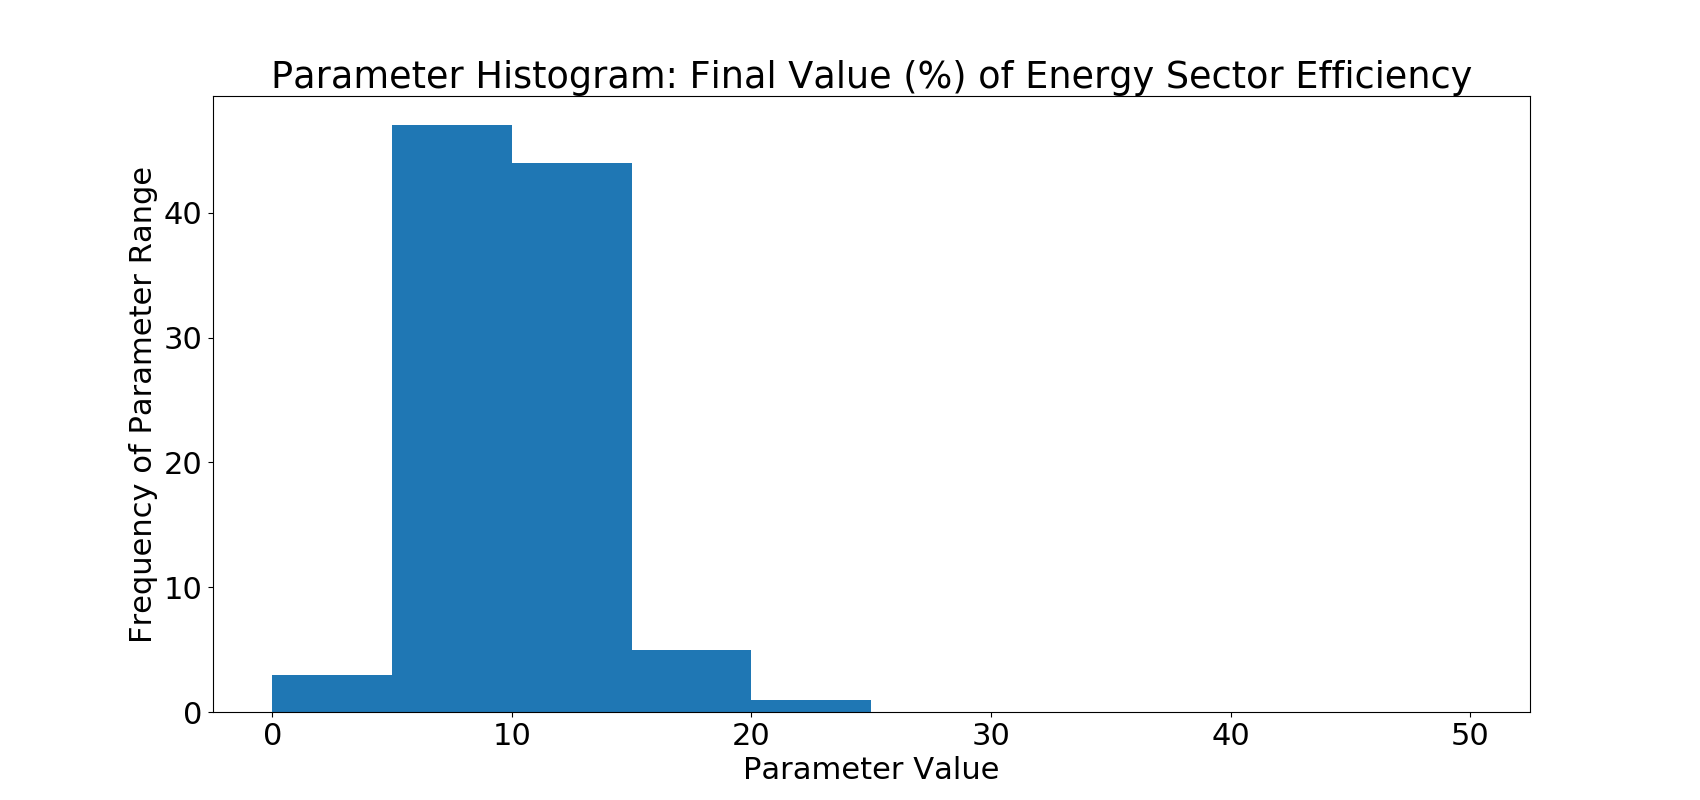 Parameter Histogram: Final Value (%) of Energy Sector Efficiency
Frequency of Parameter Range
40
30
20
10
0
0 10 20 30 40 50
Parameter Value